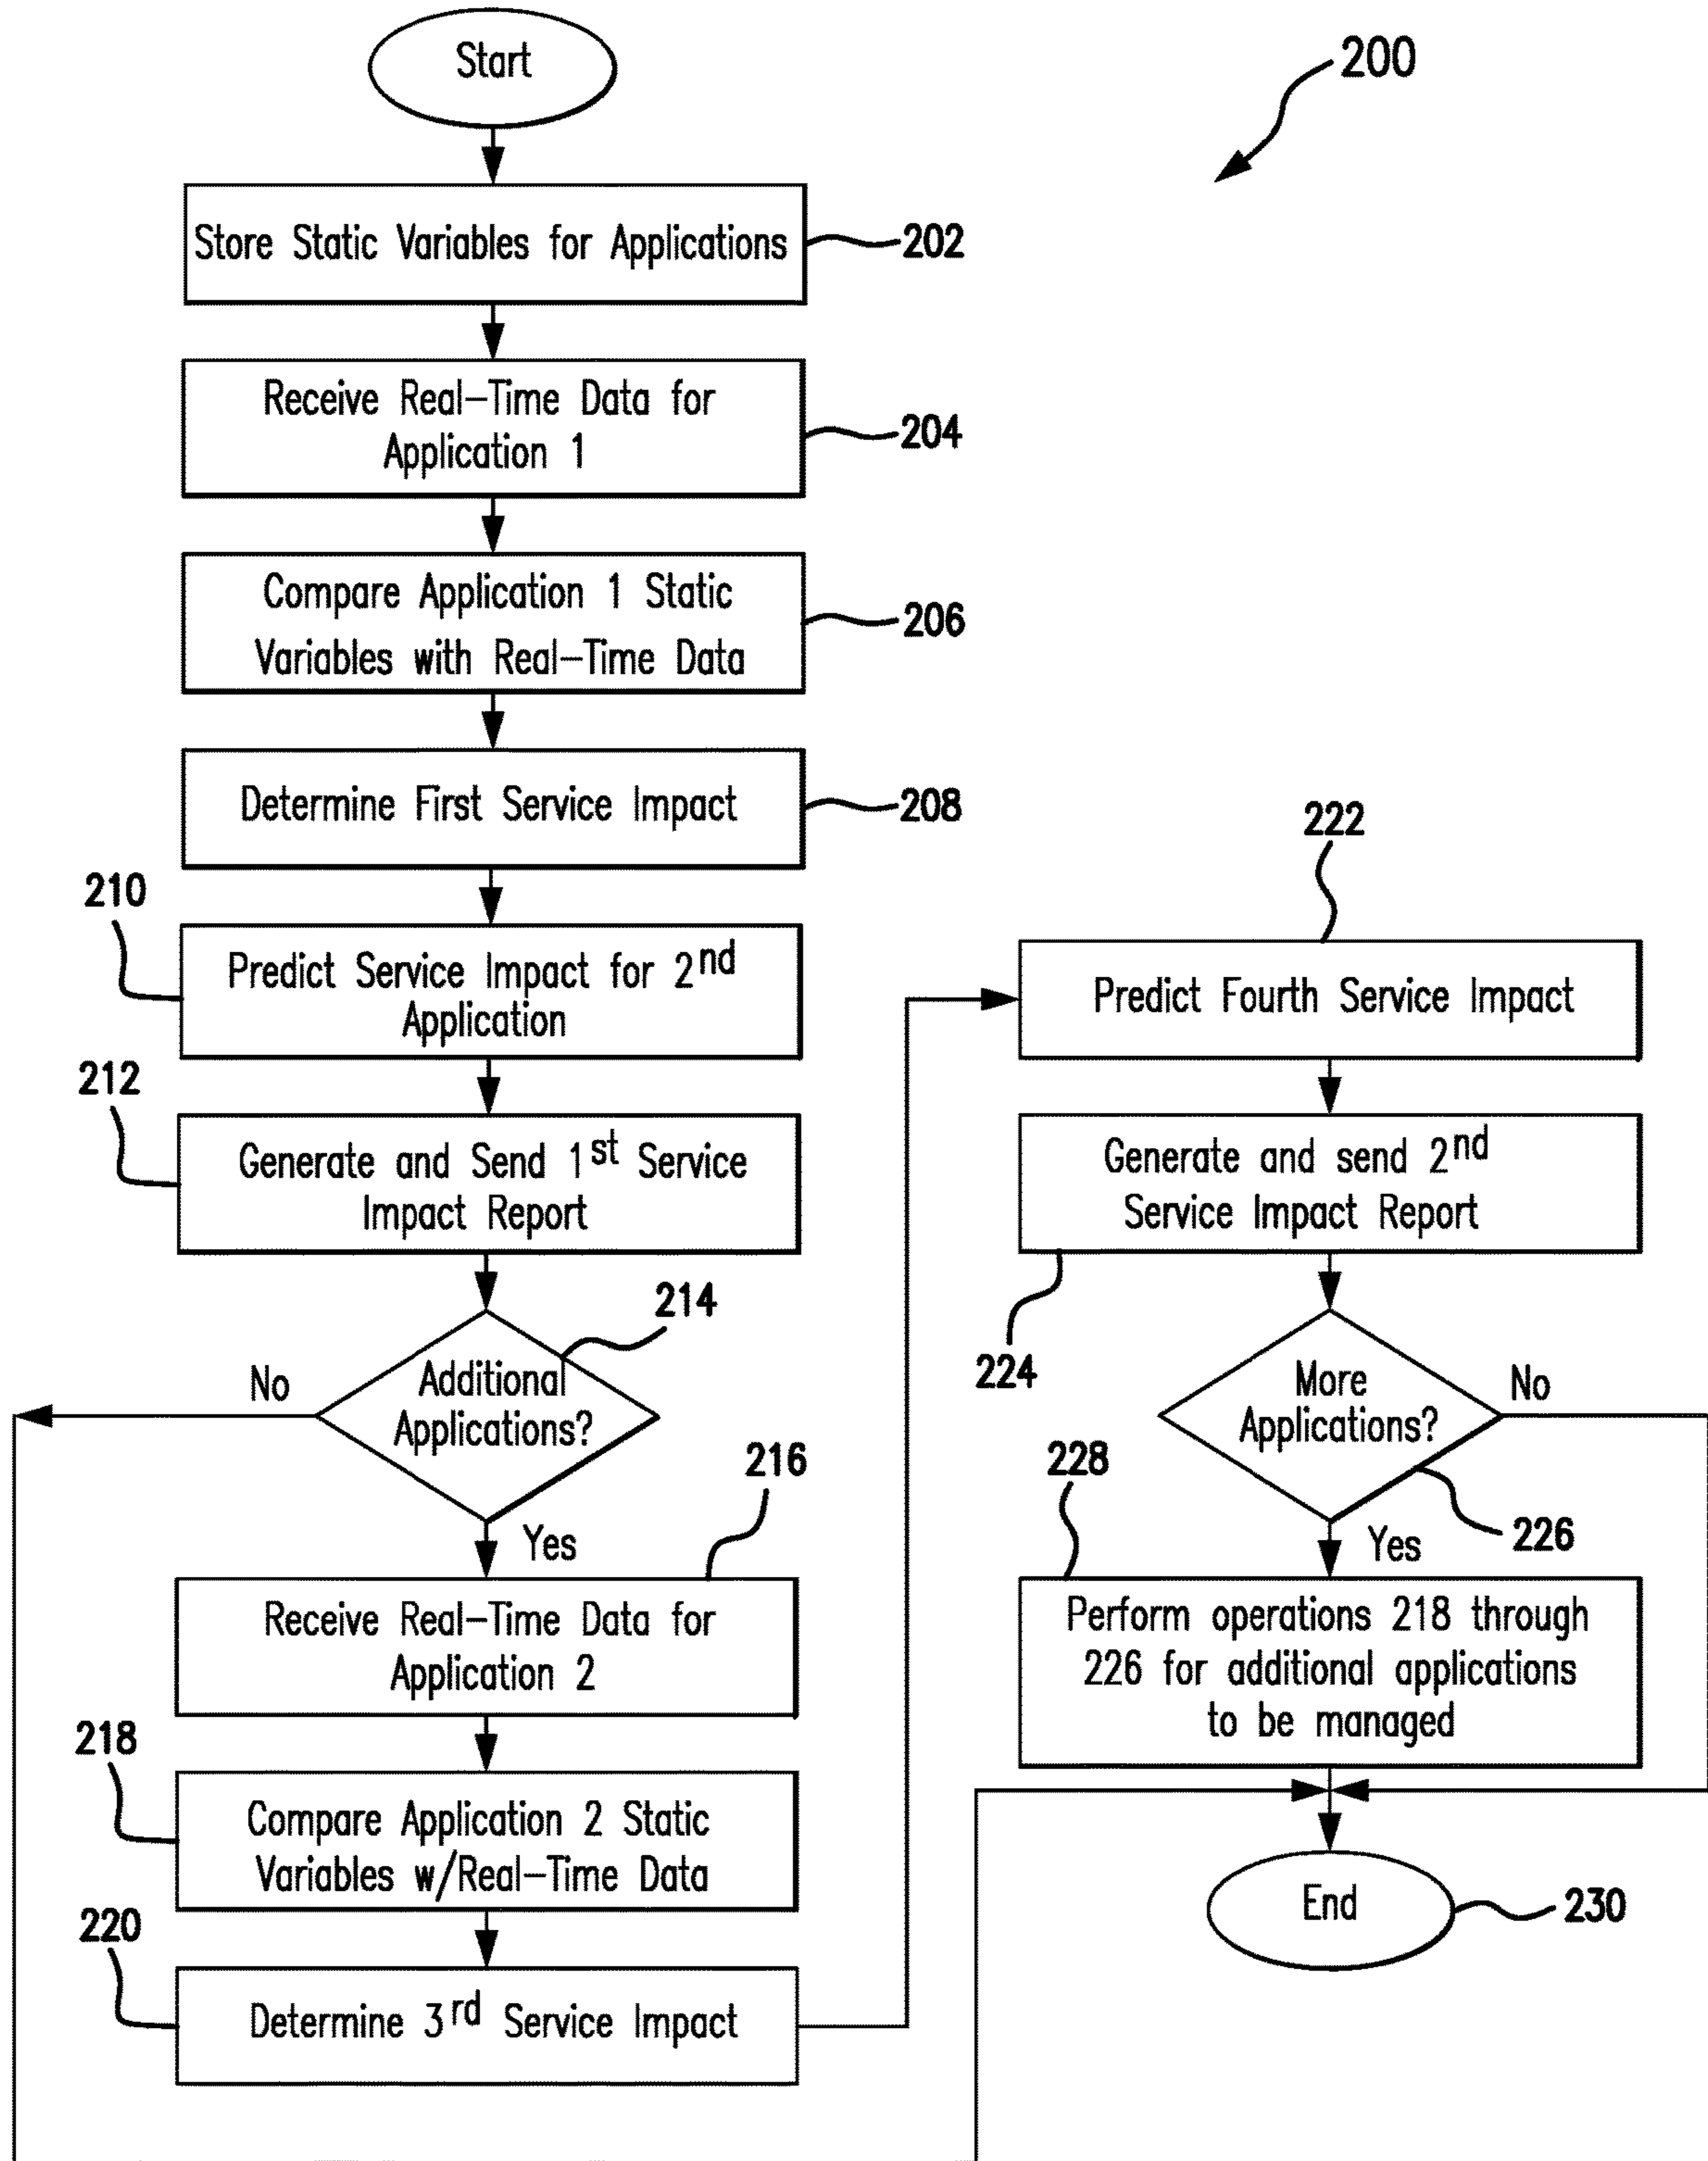 Start
200
Store Static Variables for Applications
202
Receive Real-Time Data for
Application 1
204
Compare Application 1 Static
Variables with Real-Time Data
206
Determine First Service Impact
208
210
Predict Service Impact for 2nd
Application
212
Generate and Send 1st Service
Impact Report
214
Additional
Applications?
No
Yes
216
Receive Real-Time Data for
Application 2
218
Compare Application 2 Static
Variables w/Real-Time Data
220
Determine 3rd Service Impact
222
Predict Fourth Service Impact
Generate and send 2nd
Service Impact Report
224
More
Applications?
No
226
Yes
228
Perform operations 218 through
226 for additional applications
to be managed
End
230